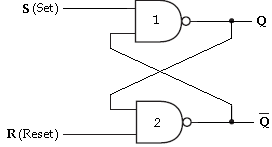 S (Set)
1
Q
2
R (Reset)
Q̅